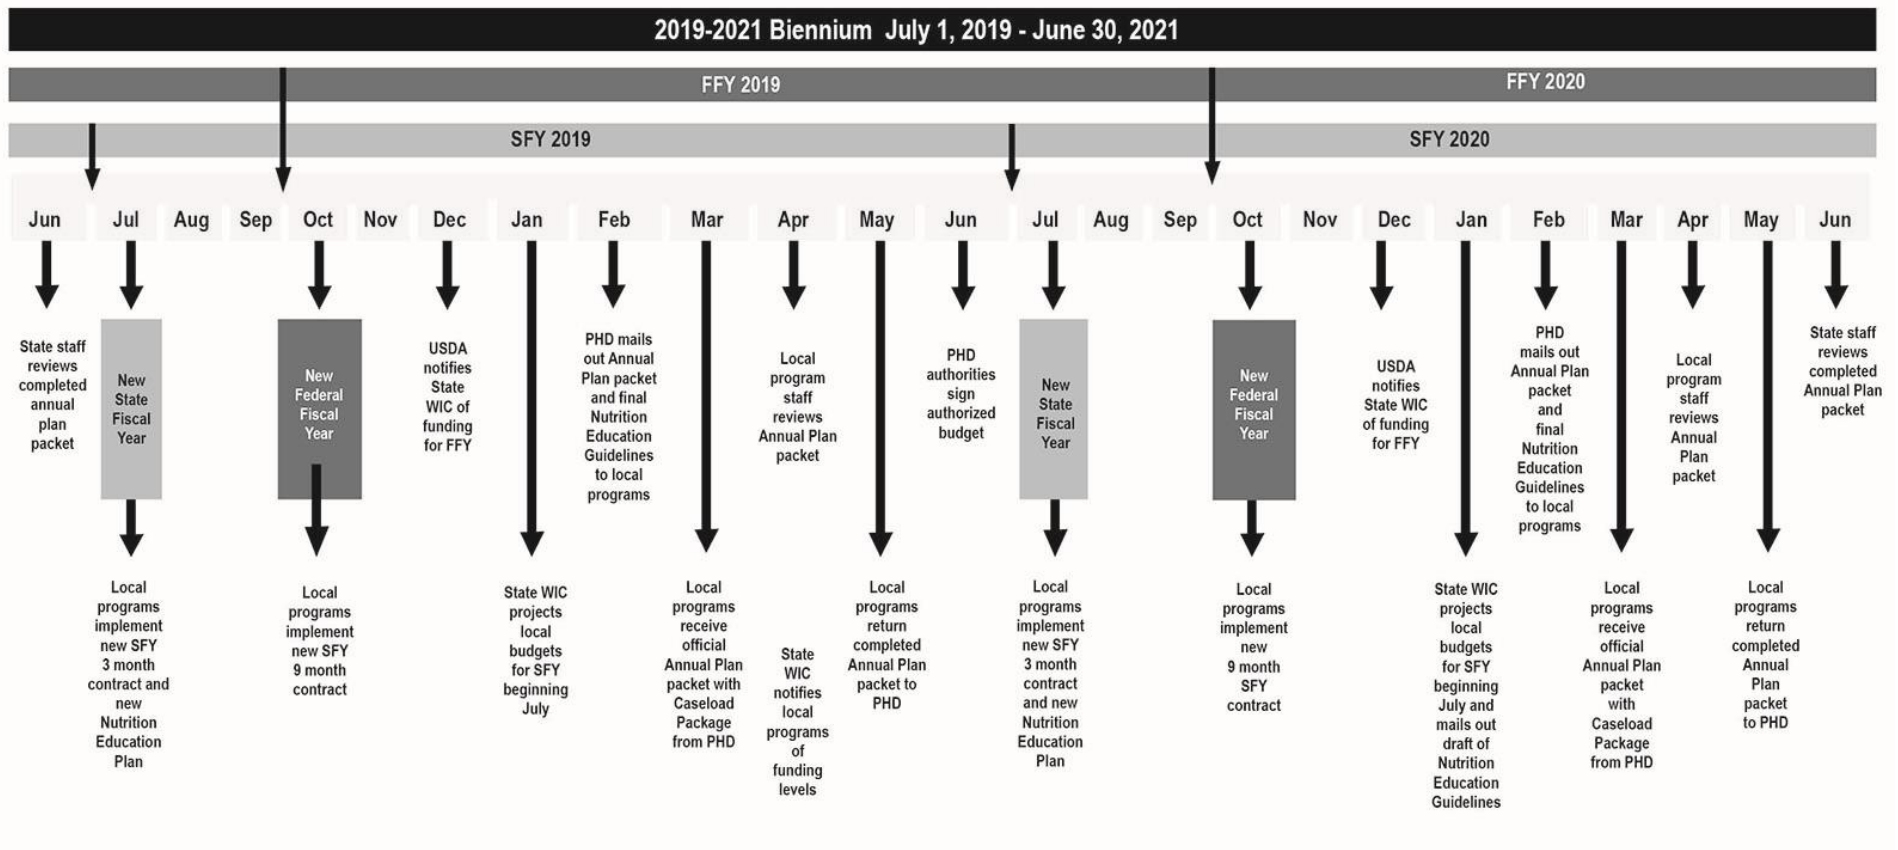 2019-2021 Biennium July 1, 2019 - June 30, 2021
FFY 2019
FFY 2020
SFY 2019
SFY 2020
Jun
Jul
Aug
Sep
Oct
Nov
Dec
Jan
Feb
Mar
Apr
May
Jun
Jul
Aug
Sep
Oct
Nov
Dec
Jan
Feb
Mar
Apr
May
Jun
State staff
reviews
completed
annual
plan
packet
New
State
Fiscal
Year
New
Federal
Fiscal
Year
USDA
notifies
State
WIC of
funding
for FFY
PHD mails
out Annual
Plan packet
and final
Nutrition
Education
Guidelines
to local
programs
Local
program
staff
reviews
Annual Plan
packet
PHD
authorities
sign
authorized
budget
New
State
Fiscal
Year
New
Federal
Fiscal
Year
USDA
notifies
State WIC
of funding
for FFY
PHD
mails out
Annual Plan
packet
and
final
Nutrition
Education
Guidelines
to local
programs
Local
program
staff
reviews
Annual
Plan
packet
State staff
reviews
completed
Annual Plan
packet
Local
programs
implement
new SFY
3 month
contract and
new
Nutrition
Education
Plan
Local
programs
implement
new SFY
9 month
contract
State WIC
projects
local
budgets
for SFY
beginning
July
Local
programs
receive
official
Annual Plan
packet with
Caseload
Package
from PHD
State
WIC
notifies
local
programs
of
funding
levels
Local
programs
return
completed
Annual Plan
packet to
PHD
Local
programs
implement
new SFY
3 month
contract
and new
Nutrition
Education
Plan
Local
programs
implement
new
9 month
SFY
contract
State WIC
projects
local
budgets
for SFY
beginning
July and
mails out
draft of
Nutrition
Education
Guidelines
Local
programs
receive
official
Annual Plan
packet
with
Caseload
Package
from PHD
Local
programs
return
completed
Annual
Plan
packet
to PHD